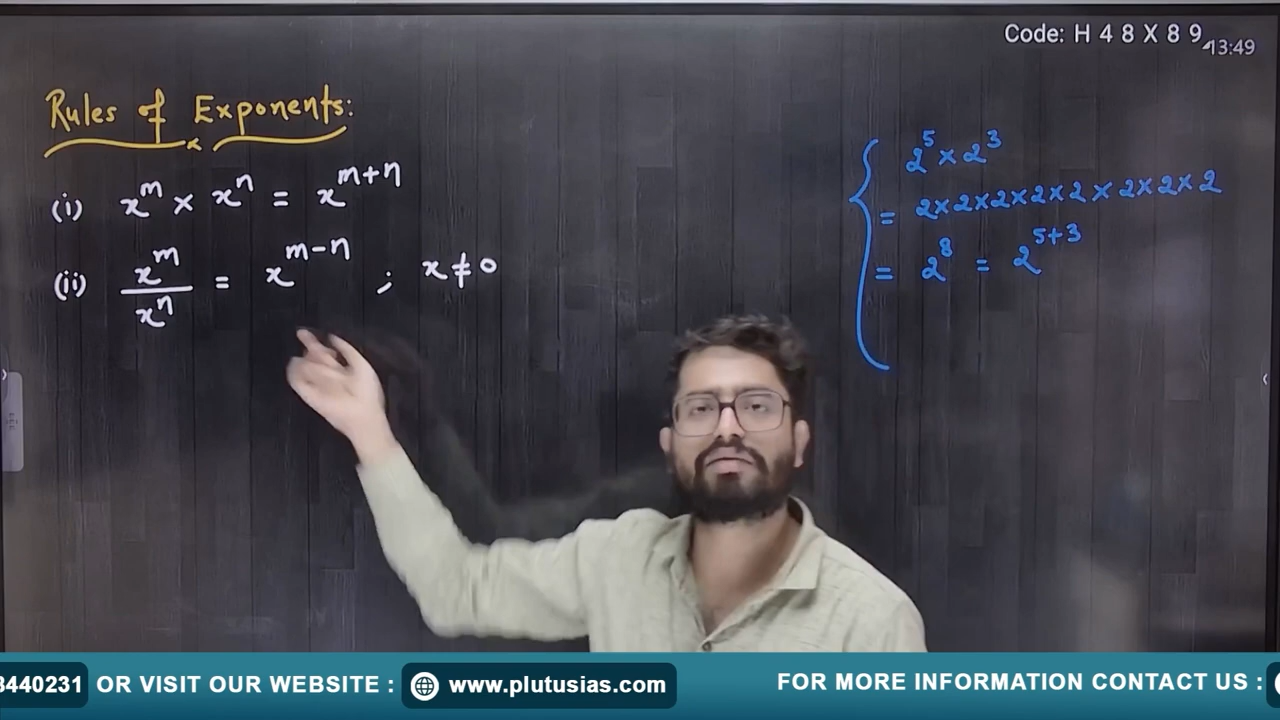 Code: H 4 8 X 8 9
13:49
Rules of Exponents:
(i) x^m × x^n = x^{m+n}
(ii) x^m / x^n = x^{m-n} ; x ≠ 0
2^5 × 2^3
= 2×2×2×2×2 × 2×2×2
= 2^8 = 2^{5+3}
8440231 OR VISIT OUR WEBSITE : www.plutusias.com FOR MORE INFORMATION CONTACT US :